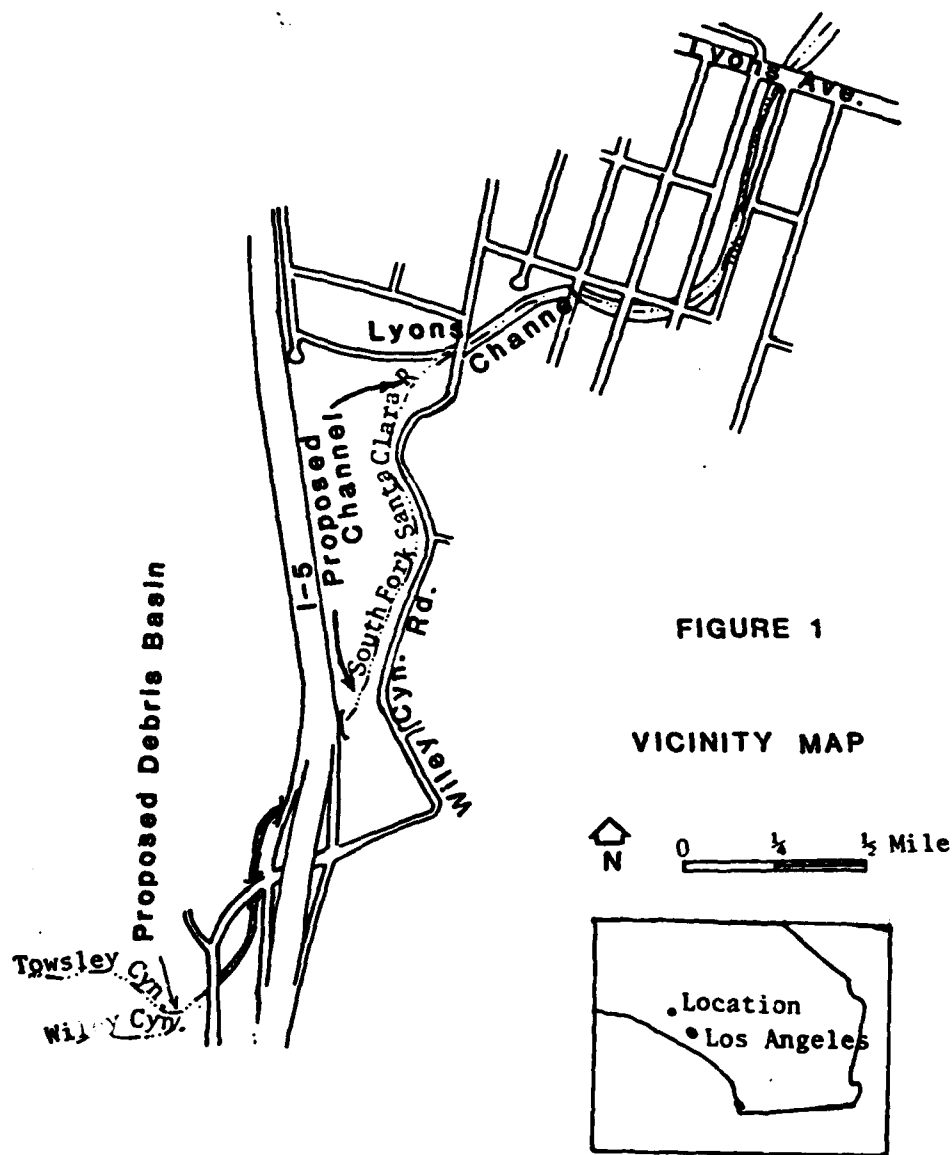 Lyons Ave.
Lyons
Channel
Proposed
Channel
South Fork Santa Clara R
I-5
Wiley Cyn. Rd.
Proposed Debris Basin
Towsley Cyn.
Wiley Cyn.
FIGURE 1
VICINITY MAP
N
0 ¼ ½ Mile
Location
Los Angeles